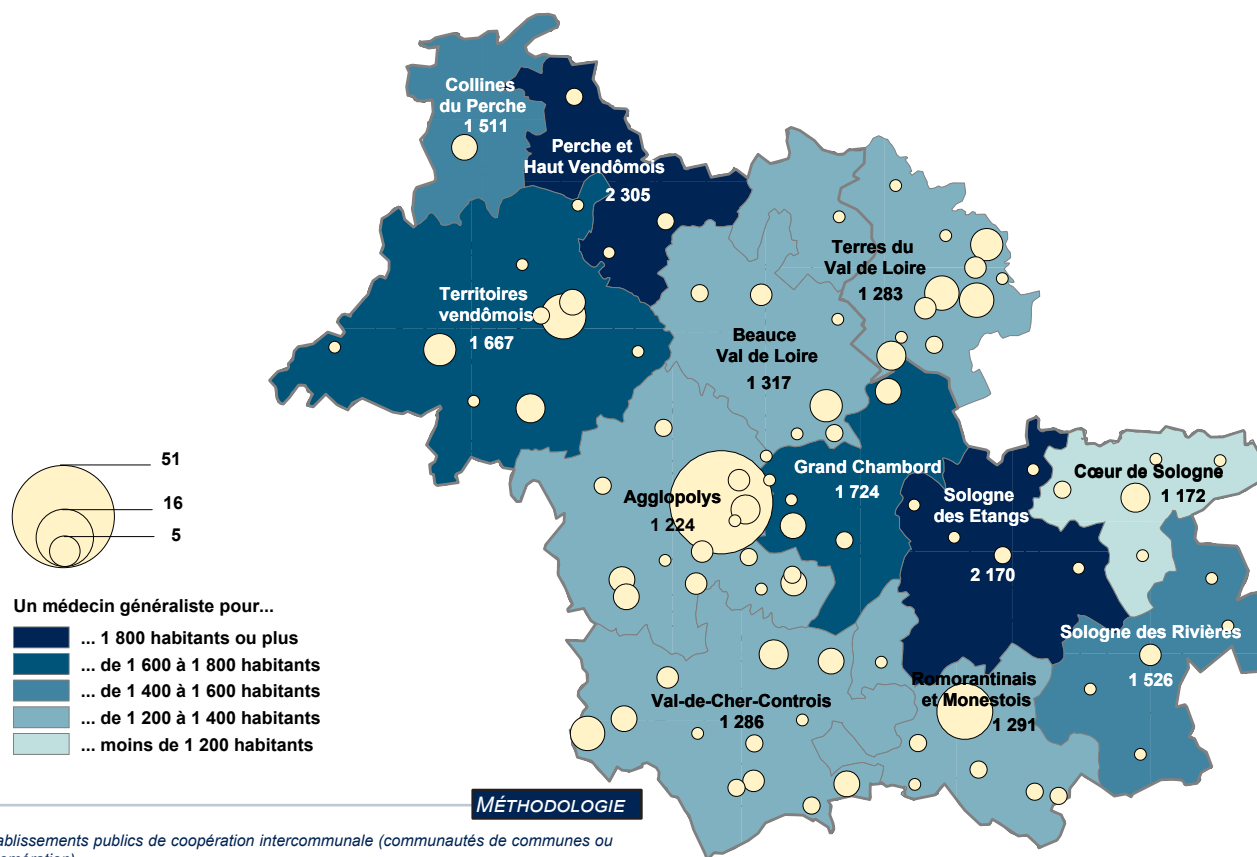 Collines
du Perche
1 511
Perche et
Haut Vendômois
2 305
Terres du
Val de Loire
1 283
Territoires
vendômois
1 667
Beauce
Val de Loire
1 317
Grand Chambord
1 724
Cœur de Sologne
1 172
Sologne
des Etangs
2 170
Agglopolys
1 224
Sologne des Rivières
1 526
Romorantinais
et Monestois
1 291
Val-de-Cher-Controis
1 286
51
16
5
Un médecin généraliste pour...
... 1 800 habitants ou plus
... de 1 600 à 1 800 habitants
... de 1 400 à 1 600 habitants
... de 1 200 à 1 400 habitants
... moins de 1 200 habitants
MÉTHODOLOGIE
ablissements publics de coopération intercommunale (communautés de communes ou